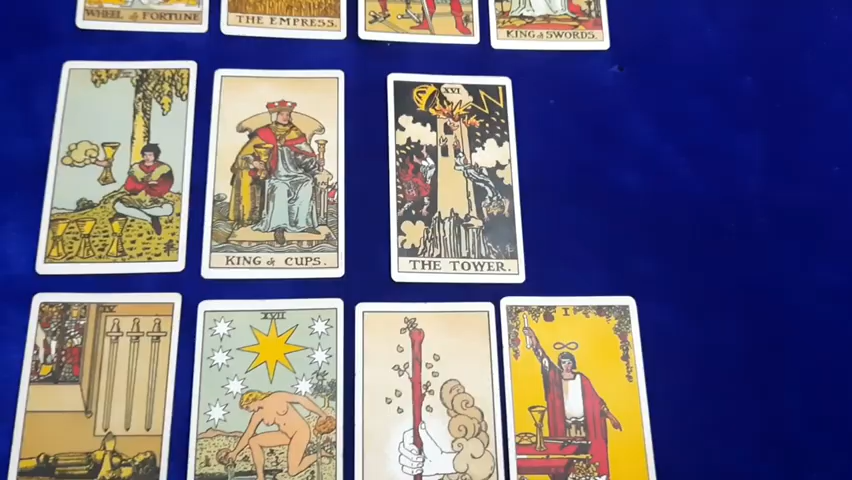 WHEEL of FORTUNE
THE EMPRESS.
KING of SWORDS.
XVI
KING of CUPS.
THE TOWER.
IV
XVII
I